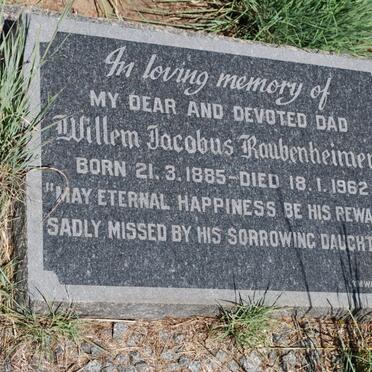 In loving memory of
MY DEAR AND DEVOTED DAD
Willem Jacobus Raubenheimer
BORN 21.3.1885-DIED 18.1.1962
"MAY ETERNAL HAPPINESS BE HIS REWA
SADLY MISSED BY HIS SORROWING DAUGHT